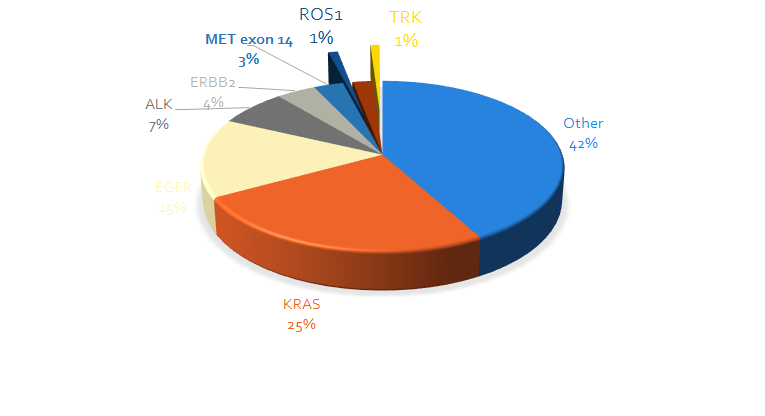 ROS1
1%
TRK
1%
MET exon 14
3%
ERBB2
4%
ALK
7%
Other
42%
EGFR
15%
KRAS
25%